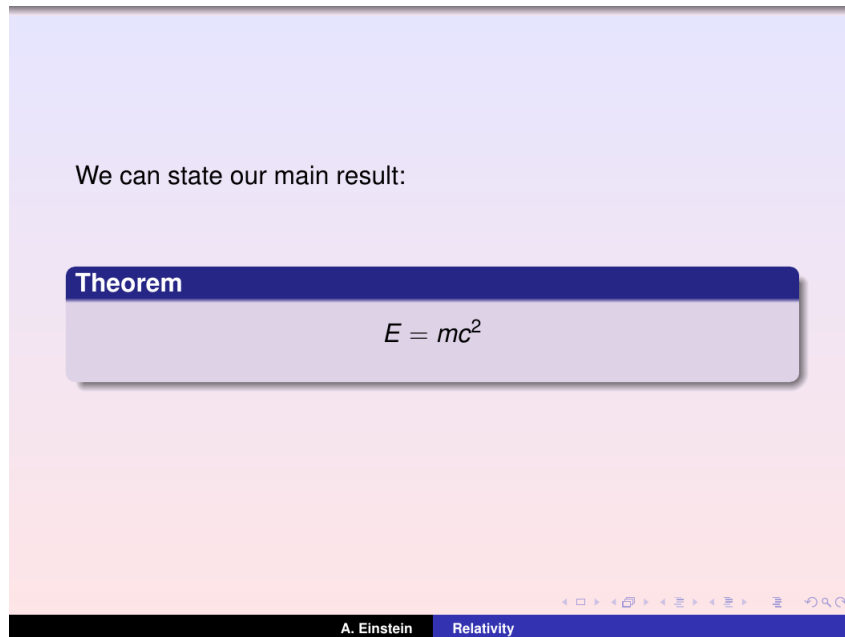 We can state our main result:
Theorem
E = mc²
A. Einstein Relativity